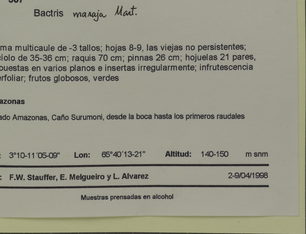 Bactris maraja Mart.
ma multicaule de -3 tallos; hojas 8-9, las viejas no persistentes;
ciolo de 35-36 cm; raquis 70 cm; pinnas 26 cm; hojuelas 21 pares,
puestas en varios planos e insertas irregularmente; infrutescencia
erfoliar; frutos globosos, verdes
azonas
ado Amazonas, Caño Surumoni, desde la boca hasta los primeros raudales
: 3°10-11'05-09" Lon: 65°40'13-21" Altitud: 140-150 m snm
: F.W. Stauffer, E. Melgueiro y L. Alvarez 2-9/04/1998
Muestras prensadas en alcohol